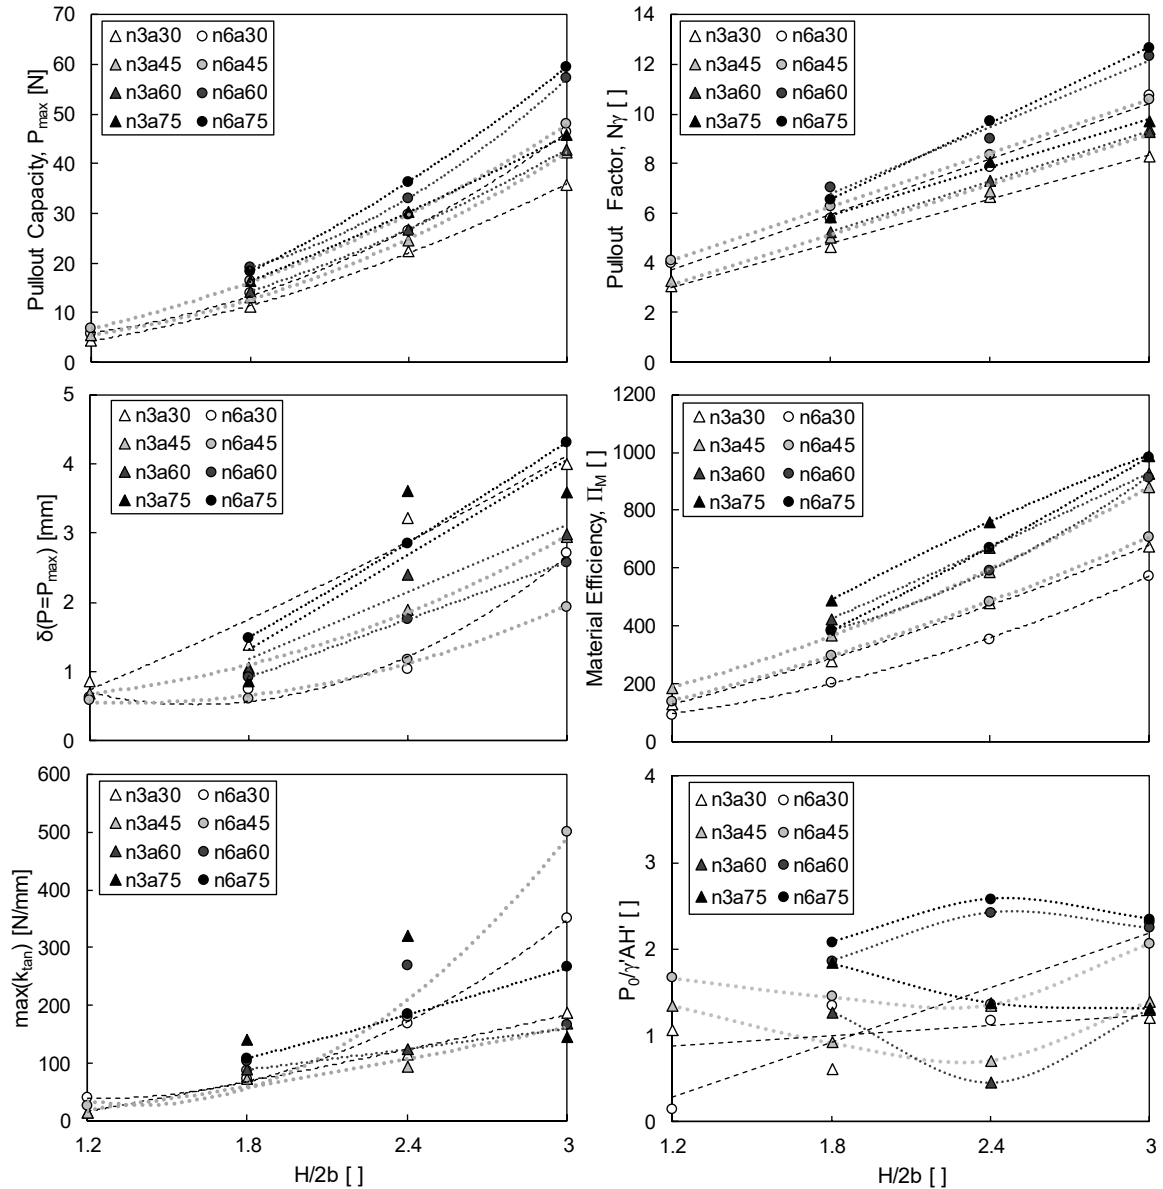 Pullout Capacity, Pmax [N]
70
60
50
40
30
20
10
0
n3a30 n6a30
n3a45 n6a45
n3a60 n6a60
n3a75 n6a75
Pullout Factor, Nγ [ ]
14
12
10
8
6
4
2
0
n3a30 n6a30
n3a45 n6a45
n3a60 n6a60
n3a75 n6a75
δ(P=Pmax) [mm]
5
4
3
2
1
0
n3a30 n6a30
n3a45 n6a45
n3a60 n6a60
n3a75 n6a75
Material Efficiency, ΠM [ ]
1200
1000
800
600
400
200
0
n3a30 n6a30
n3a45 n6a45
n3a60 n6a60
n3a75 n6a75
max(ktan) [N/mm]
600
500
400
300
200
100
0
n3a30 n6a30
n3a45 n6a45
n3a60 n6a60
n3a75 n6a75
1.2 1.8 2.4 3
H/2b [ ]
P0/γ'AH' [ ]
4
3
2
1
0
n3a30 n6a30
n3a45 n6a45
n3a60 n6a60
n3a75 n6a75
1.2 1.8 2.4 3
H/2b [ ]